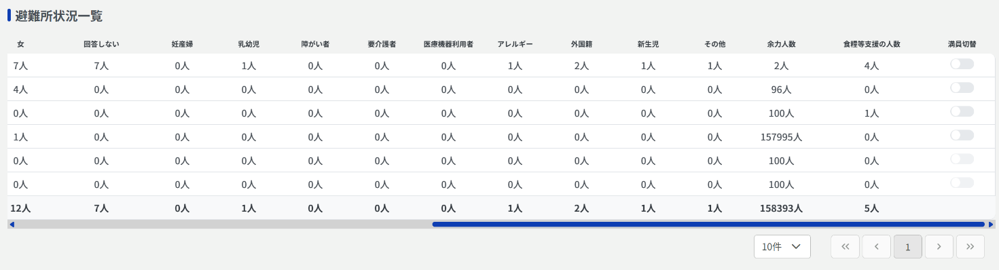 避難所状況一覧
女 回答しない 妊産婦 乳幼児 障がい者 要介護者 医療機器利用者 アレルギー 外国籍 新生児 その他 余力人数 食糧等支援の人数 満員切替
7人 7人 0人 1人 0人 0人 0人 1人 2人 1人 1人 2人 4人
4人 0人 0人 0人 0人 0人 0人 0人 0人 0人 0人 96人 0人
0人 0人 0人 0人 0人 0人 0人 0人 0人 0人 0人 100人 1人
1人 0人 0人 0人 0人 0人 0人 0人 0人 0人 0人 157995人 0人
0人 0人 0人 0人 0人 0人 0人 0人 0人 0人 0人 100人 0人
0人 0人 0人 0人 0人 0人 0人 0人 0人 0人 0人 100人 0人
12人 7人 0人 1人 0人 0人 0人 1人 2人 1人 1人 158393人 5人
10件 1